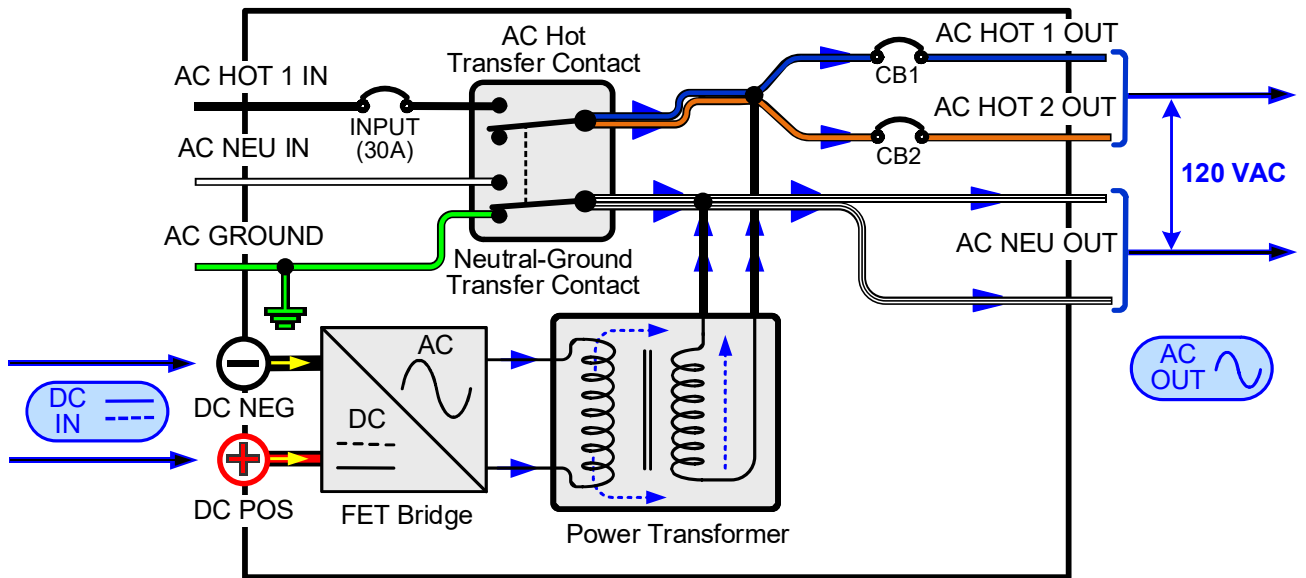 AC Hot
Transfer Contact
AC HOT 1 OUT
AC HOT 1 IN
CB1
INPUT
(30A)
AC HOT 2 OUT
AC NEU IN
CB2
120 VAC
AC GROUND
AC NEU OUT
Neutral-Ground
Transfer Contact
DC
IN
DC NEG
AC
DC
AC
OUT
DC POS
FET Bridge
Power Transformer